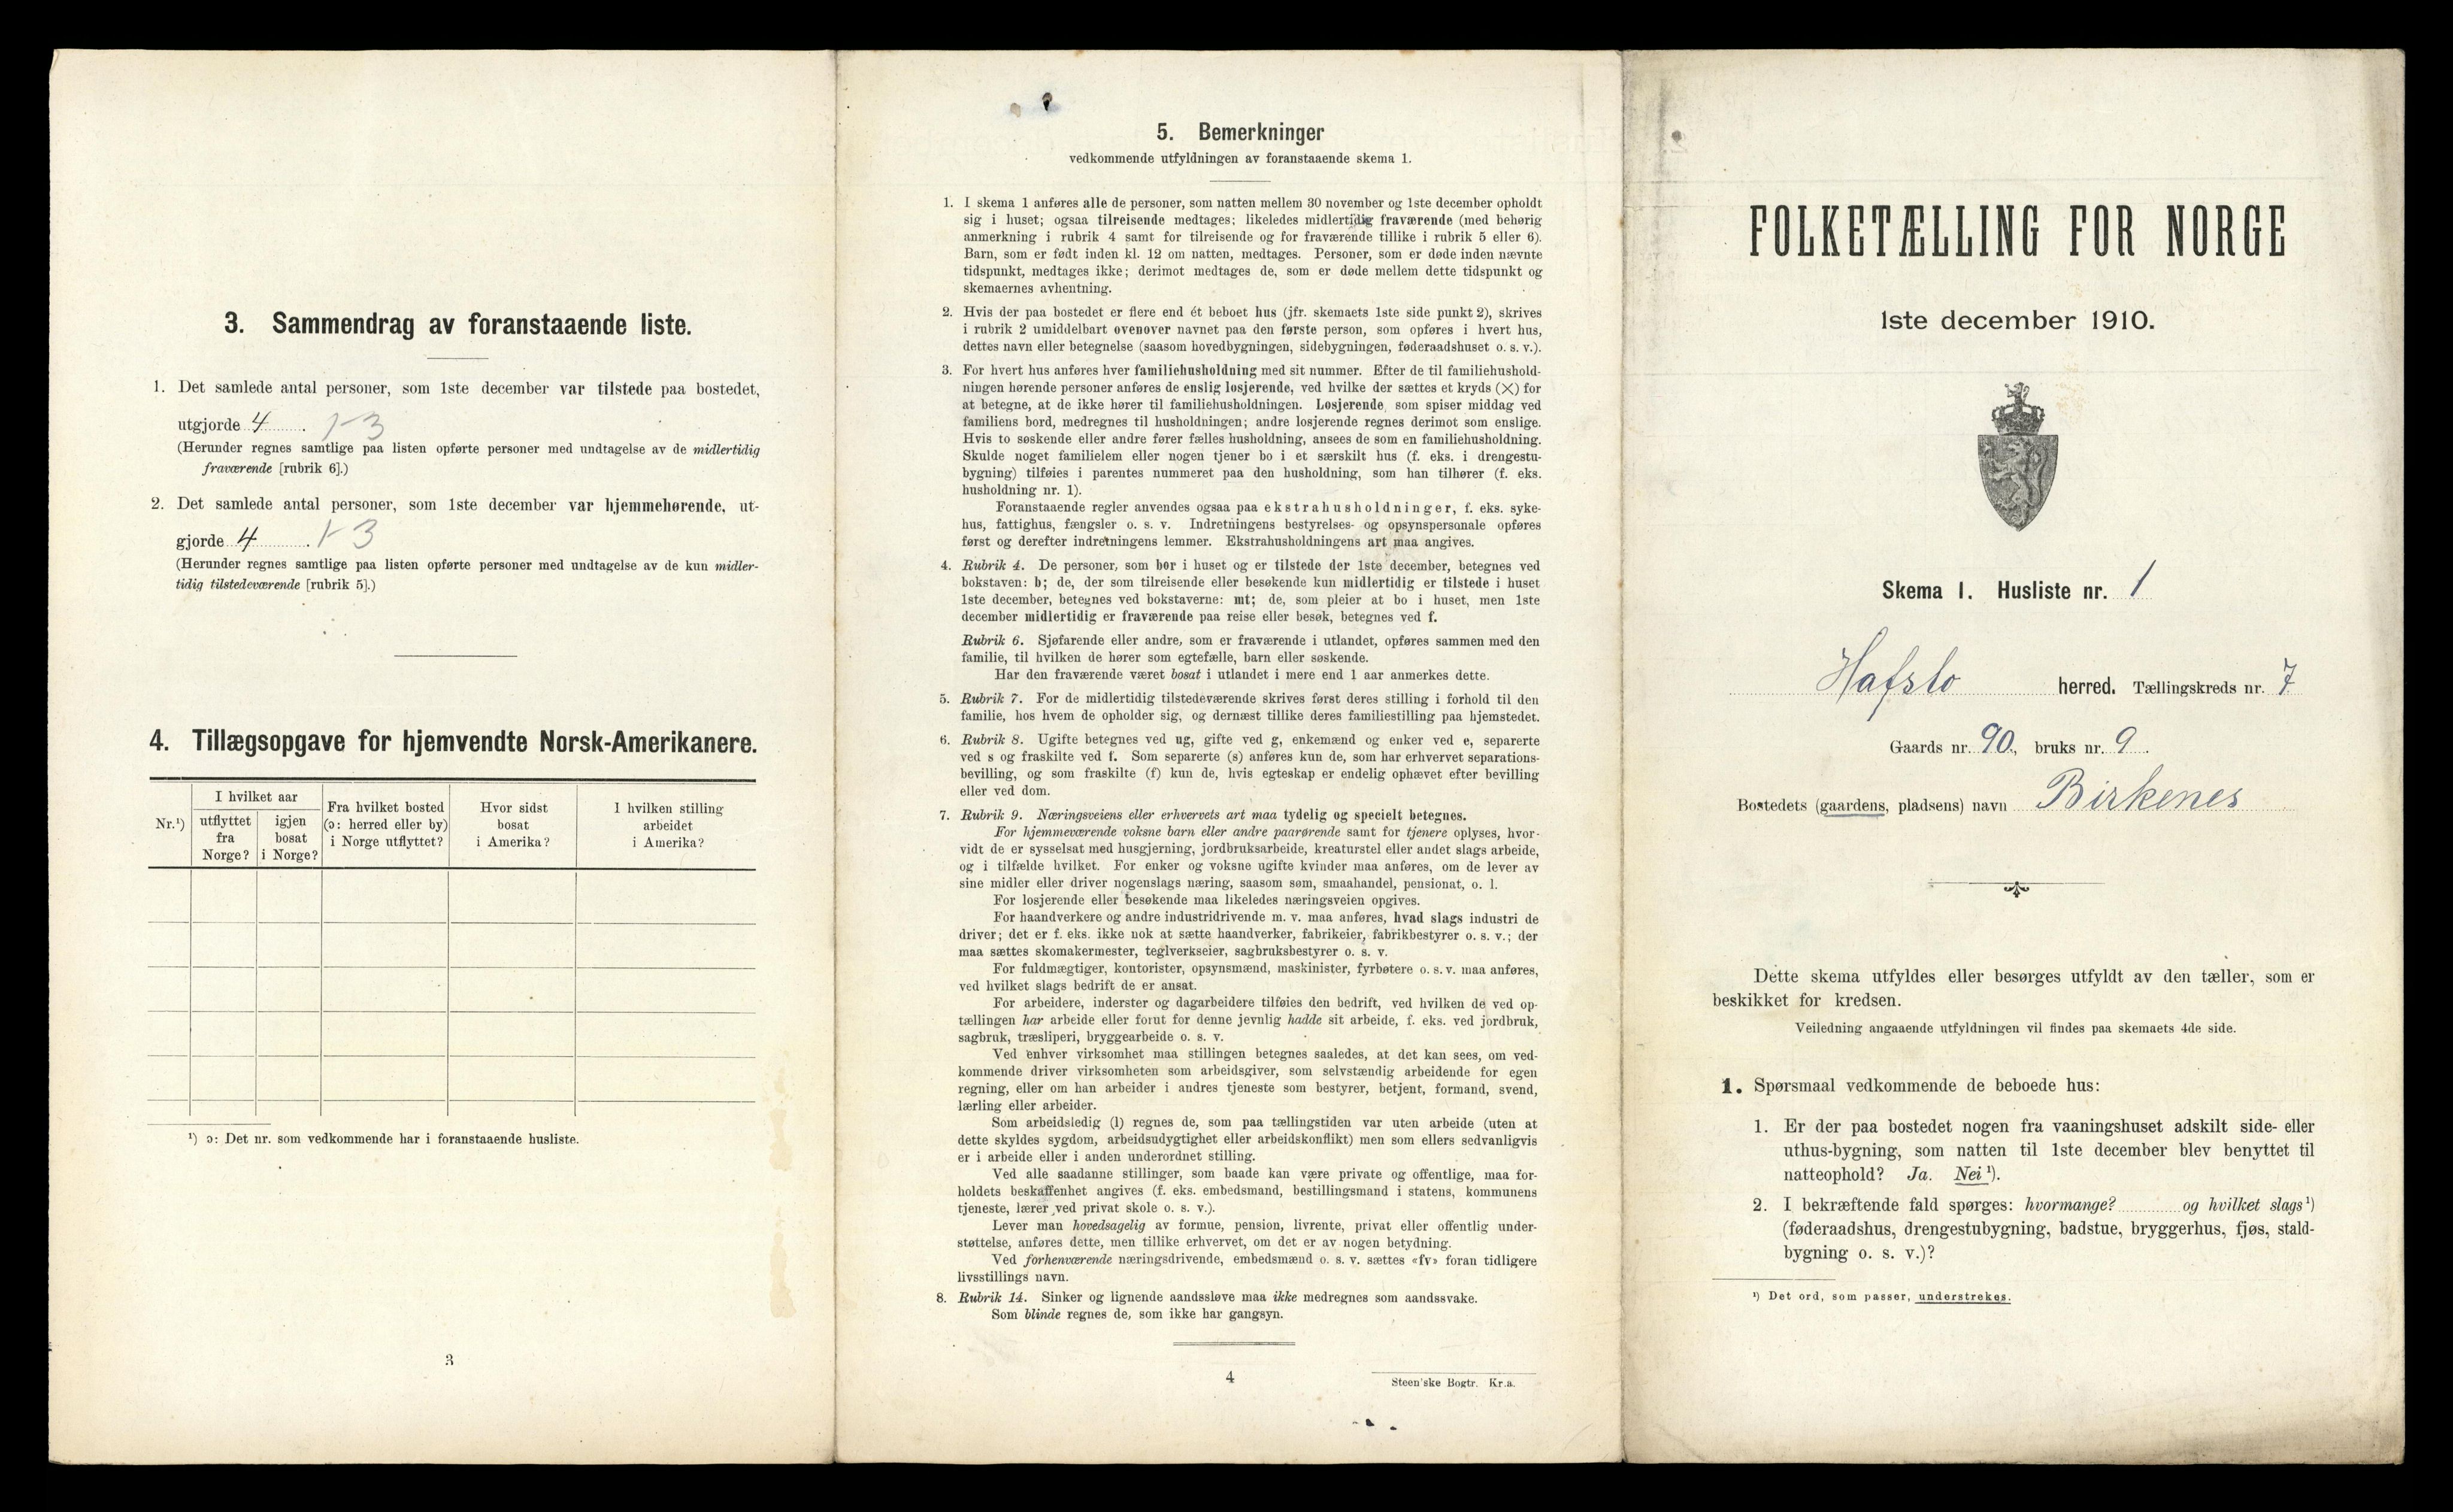 3. Sammendrag av foranstaaende liste.
1. Det samlede antal personer, som 1ste december var tilstede paa bostedet,
utgjorde 4. 1-3
(Herunder regnes samtlige paa listen opførte personer med undtagelse av de midlertidig
fraværende [rubrik 6].)
2. Det samlede antal personer, som 1ste december var hjemmehørende, ut-
gjorde 4. 1-3
(Herunder regnes samtlige paa listen opførte personer med undtagelse av de kun midler-
tidig tilstedeværende [rubrik 5].)
4. Tillægsopgave for hjemvendte Norsk-Amerikanere.
Nr.¹)
I hvilket aar
utflyttet
fra
Norge?
igjen
bosat
i Norge?
Fra hvilket bosted
(ɔ: herred eller by)
i Norge utflyttet?
Hvor sidst
bosat
i Amerika?
I hvilken stilling
arbeidet
i Amerika?
¹) ɔ: Det nr. som vedkommende har i foranstaaende husliste.
3
5. Bemerkninger
vedkommende utfyldningen av foranstaaende skema 1.
1. I skema 1 anføres alle de personer, som natten mellem 30 november og 1ste december opholdt
sig i huset; ogsaa tilreisende medtages; likeledes midlertidig fraværende (med behørig
anmerkning i rubrik 4 samt for tilreisende og for fraværende tillike i rubrik 5 eller 6).
Barn, som er født inden kl. 12 om natten, medtages. Personer, som er døde inden nævnte
tidspunkt, medtages ikke; derimot medtages de, som er døde mellem dette tidspunkt og
skemaernes avhentning.
2. Hvis der paa bostedet er flere end ét beboet hus (jfr. skemaets 1ste side punkt 2), skrives
i rubrik 2 umiddelbart ovenover navnet paa den første person, som opføres i hvert hus,
dettes navn eller betegnelse (saasom hovedbygningen, sidebygningen, føderaadshuset o. s. v.).
3. For hvert hus anføres hver familiehusholdning med sit nummer. Efter de til familiehushold-
ningen hørende personer anføres de enslig losjerende, ved hvilke der sættes et kryds (×) for
at betegne, at de ikke hører til familiehusholdningen. Losjerende, som spiser middag ved
familiens bord, medregnes til husholdningen; andre losjerende regnes derimot som enslige.
Hvis to søskende eller andre fører fælles husholdning, ansees de som en familiehusholdning.
Skulde noget familielem eller nogen tjener bo i et særskilt hus (f. eks. i drengestu-
bygning) tilføies i parentes nummeret paa den husholdning, som han tilhører (f. eks.
husholdning nr. 1).
Foranstaaende regler anvendes ogsaa paa ekstrahusholdninger, f. eks. syke-
hus, fattighus, fængsler o. s. v. Indretningens bestyrelses- og opsynspersonale opføres
først og derefter indretningens lemmer. Ekstrahusholdningens art maa angives.
4. Rubrik 4. De personer, som bor i huset og er tilstede der 1ste december, betegnes ved
bokstaven: b; de, der som tilreisende eller besøkende kun midlertidig er tilstede i huset
1ste december, betegnes ved bokstaverne: mt; de, som pleier at bo i huset, men 1ste
december midlertidig er fraværende paa reise eller besøk, betegnes ved f.
Rubrik 6. Sjøfarende eller andre, som er fraværende i utlandet, opføres sammen med den
familie, til hvilken de hører som egtefælle, barn eller søskende.
Har den fraværende været bosat i utlandet i mere end 1 aar anmerkes dette.
5. Rubrik 7. For de midlertidig tilstedeværende skrives først deres stilling i forhold til den
familie, hos hvem de opholder sig, og dernæst tillike deres familiestilling paa hjemstedet.
6. Rubrik 8. Ugifte betegnes ved ug, gifte ved g, enkemænd og enker ved e, separerte
ved s og fraskilte ved f. Som separerte (s) anføres kun de, som har erhvervet separations-
bevilling, og som fraskilte (f) kun de, hvis egteskap er endelig ophævet efter bevilling
eller ved dom.
7. Rubrik 9. Næringsveiens eller erhvervets art maa tydelig og specielt betegnes.
For hjemmeværende voksne barn eller andre paarørende samt for tjenere oplyses, hvor-
vidt de er sysselsat med husgjerning, jordbruksarbeide, kreaturstel eller andet slags arbeide,
og i tilfælde hvilket. For enker og voksne ugifte kvinder maa anføres, om de lever av
sine midler eller driver nogenslags næring, saasom søm, smaahandel, pensionat, o. l.
For losjerende eller besøkende maa likeledes næringsveien opgives.
For haandverkere og andre industridrivende m. v. maa anføres, hvad slags industri de
driver; det er f. eks. ikke nok at sætte haandverker, fabrikeier, fabrikbestyrer o. s. v.; der
maa sættes skomakermester, teglverkseier, sagbruksbestyrer o. s. v.
For fuldmægtiger, kontorister, opsynsmænd, maskinister, fyrbøtere o. s. v. maa anføres,
ved hvilket slags bedrift de er ansat.
For arbeidere, inderster og dagarbeidere tilføies den bedrift, ved hvilken de ved op-
tællingen har arbeide eller forut for denne jevnlig hadde sit arbeide, f. eks. ved jordbruk,
sagbruk, træsliperi, bryggearbeide o. s. v.
Ved enhver virksomhet maa stillingen betegnes saaledes, at det kan sees, om ved-
kommende driver virksomheten som arbeidsgiver, som selvstændig arbeidende for egen
regning, eller om han arbeider i andres tjeneste som bestyrer, betjent, formand, svend,
lærling eller arbeider.
Som arbeidsledig (l) regnes de, som paa tællingstiden var uten arbeide (uten at
dette skyldes sygdom, arbeidsudygtighet eller arbeidskonflikt) men som ellers sedvanligvis
er i arbeide eller i anden underordnet stilling.
Ved alle saadanne stillinger, som baade kan være private og offentlige, maa for-
holdets beskaffenhet angives (f. eks. embedsmand, bestillingsmand i statens, kommunens
tjeneste, lærer ved privat skole o. s. v.).
Lever man hovedsagelig av formue, pension, livrente, privat eller offentlig under-
støttelse, anføres dette, men tillike erhvervet, om det er av nogen betydning.
Ved forhenværende næringsdrivende, embedsmænd o. s. v. sættes «fv» foran tidligere
livsstillings navn.
8. Rubrik 14. Sinker og lignende aandssløve maa ikke medregnes som aandssvake.
Som blinde regnes de, som ikke har gangsyn.
4
Steen'ske Bogtr. Kr.a.
FOLKETÆLLING FOR NORGE
1ste december 1910.
Skema 1. Husliste nr. 1
Hafslo herred. Tællingskreds nr. 7
Gaards nr. 90, bruks nr. 9.
Bostedets (gaardens, pladsens) navn Birkenes
Dette skema utfyldes eller besørges utfyldt av den tæller, som er
beskikket for kredsen.
Veiledning angaaende utfyldningen vil findes paa skemaets 4de side.
1. Spørsmaal vedkommende de beboede hus:
1. Er der paa bostedet nogen fra vaaningshuset adskilt side- eller
uthus-bygning, som natten til 1ste december blev benyttet til
natteophold? Ja. Nei¹).
2. I bekræftende fald spørges: hvormange? og hvilket slags¹)
(føderaadshus, drengestubygning, badstue, bryggerhus, fjøs, stald-
bygning o. s. v.)?
¹) Det ord, som passer, understrekes.